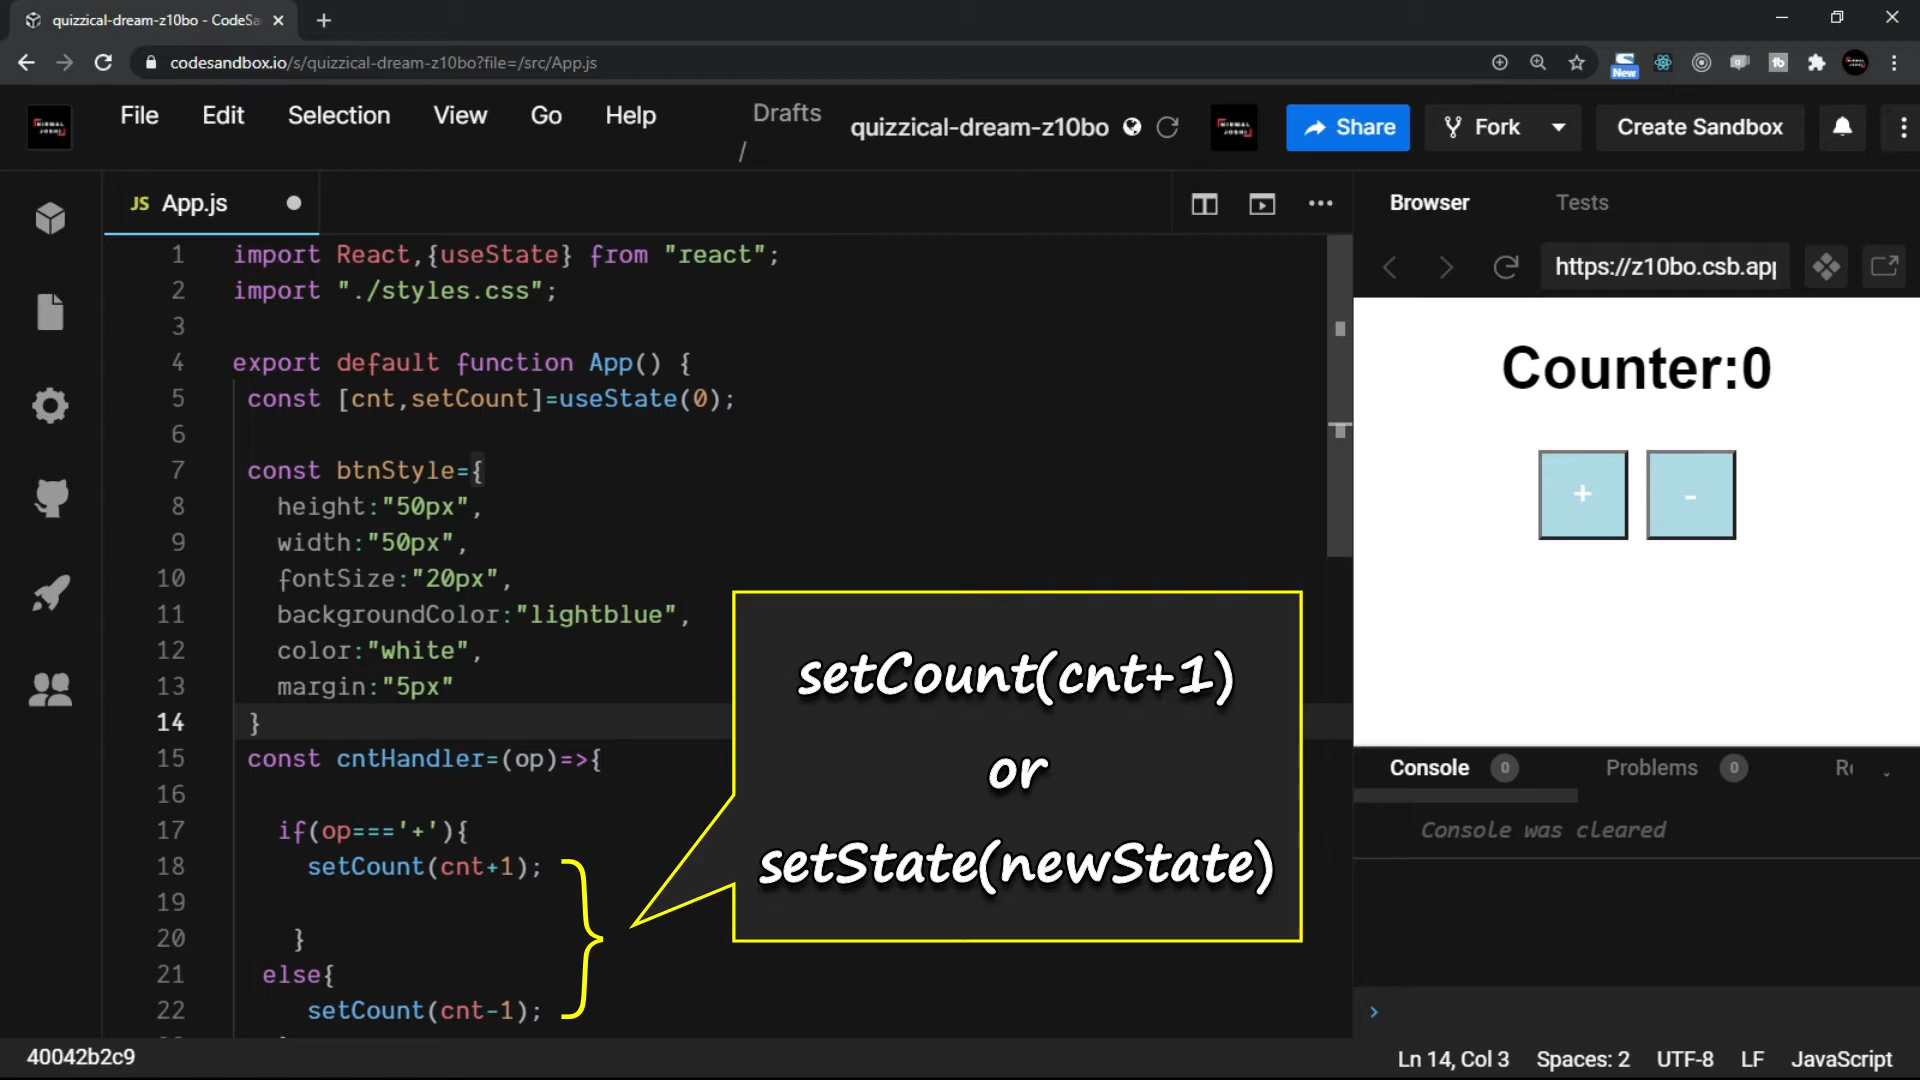 quizzical-dream-z10bo - CodeSa
codesandbox.io/s/quizzical-dream-z10bo?file=/src/App.js
New
File Edit Selection View Go Help
Drafts
/
quizzical-dream-z10bo
NIRMAL
JOSHI
NIRMAL
JOSHI
Share
Fork
Create Sandbox
JS App.js
1 import React,{useState} from "react";
2 import "./styles.css";
3
4 export default function App() {
5 const [cnt,setCount]=useState(0);
6
7 const btnStyle={
8 height:"50px",
9 width:"50px",
10 fontSize:"20px",
11 backgroundColor:"lightblue",
12 color:"white",
13 margin:"5px"
14 }
15 const cntHandler=(op)=>{
16
17 if(op==='+'){
18 setCount(cnt+1);
19
20 }
21 else{
22 setCount(cnt-1);
setCount(cnt+1)
or
setState(newState)
Browser Tests
https://z10bo.csb.app
Counter:0
+ -
Console 0 Problems 0
Console was cleared
40042b2c9
Ln 14, Col 3 Spaces: 2 UTF-8 LF JavaScript